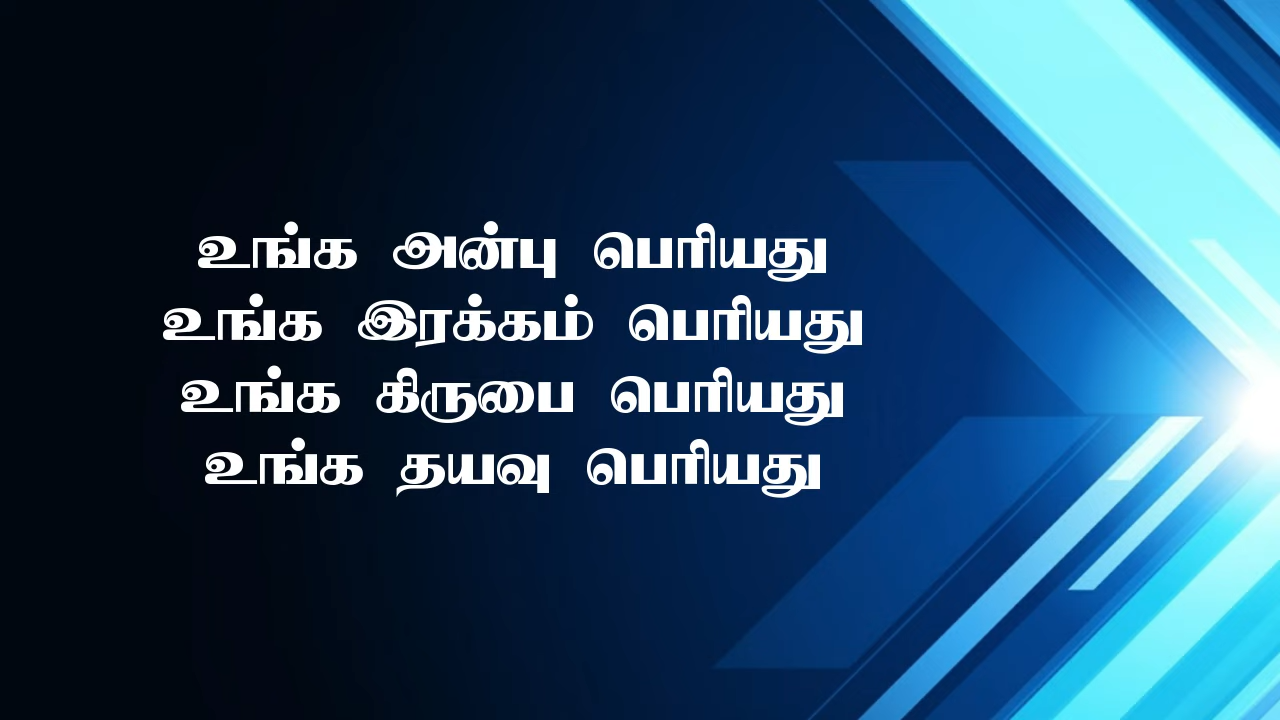 உங்க அன்பு பெரியது
உங்க இரக்கம் பெரியது
உங்க கிருபை பெரியது
உங்க தயவு பெரியது